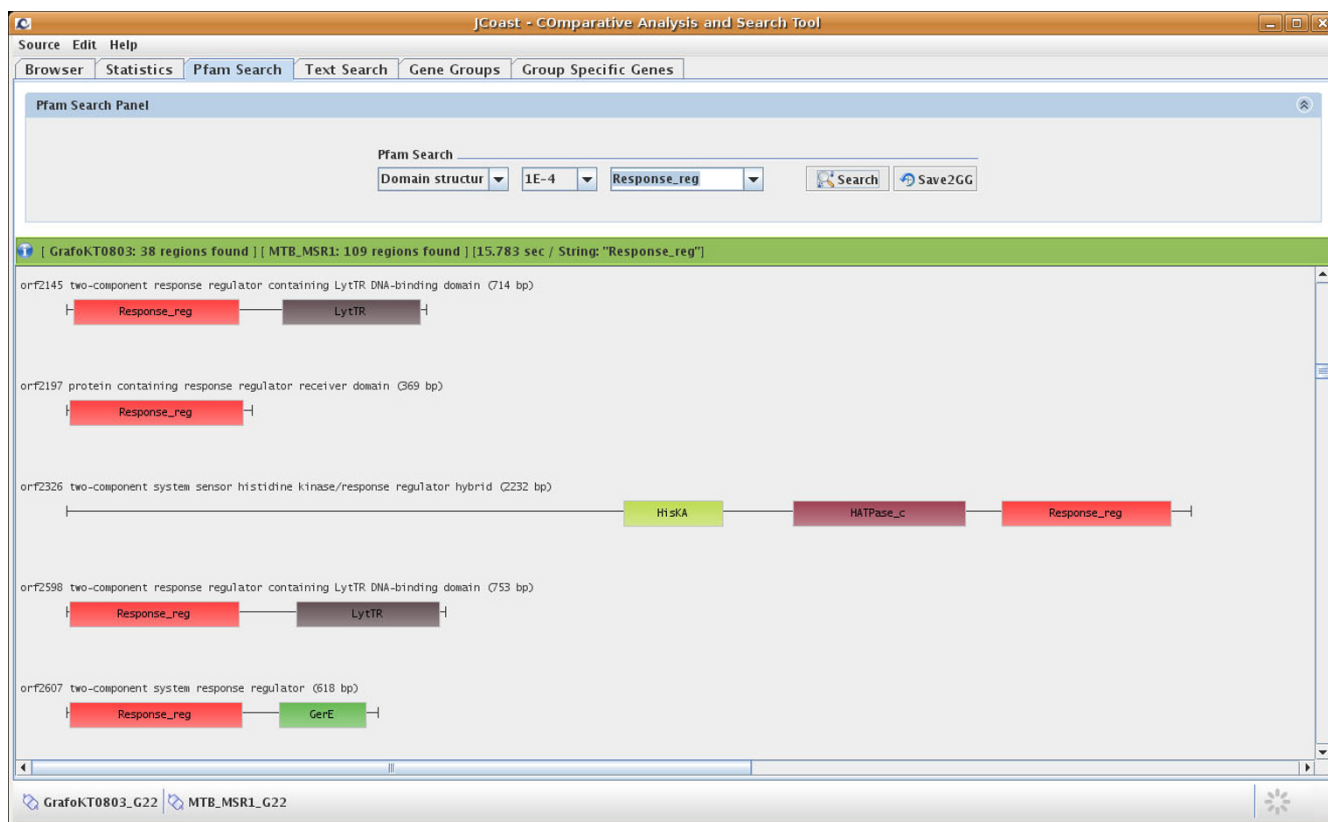 JCoast - COmparative Analysis and Search Tool
Source Edit Help
Browser Statistics Pfam Search Text Search Gene Groups Group Specific Genes
Pfam Search Panel
Pfam Search
Domain structur 1E-4 Response_reg Search Save2GG
[ GrafoKT0803: 38 regions found ] [ MTB_MSR1: 109 regions found ] [15.783 sec / String: "Response_reg"]
orf2145 two-component response regulator containing LytTR DNA-binding domain (714 bp)
Response_reg LytTR
orf2197 protein containing response regulator receiver domain (369 bp)
Response_reg
orf2326 two-component system sensor histidine kinase/response regulator hybrid (2232 bp)
HisKA HATPase_c Response_reg
orf2598 two-component response regulator containing LytTR DNA-binding domain (753 bp)
Response_reg LytTR
orf2607 two-component system response regulator (618 bp)
Response_reg GerE
GrafoKT0803_G22 MTB_MSR1_G22